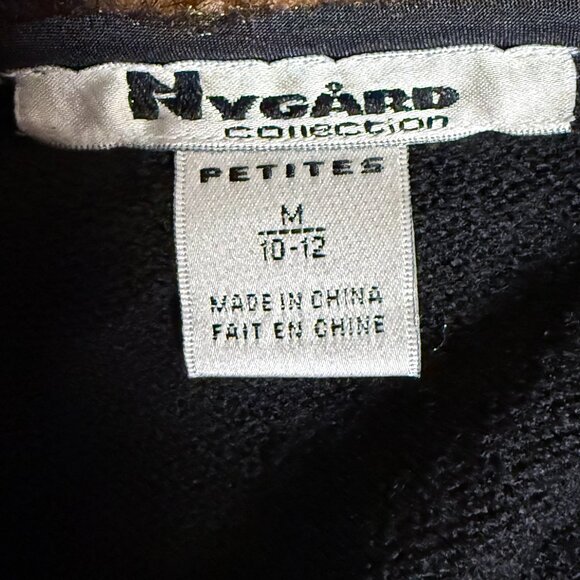 NYGÅRD
collection
PETITES
M
10-12
MADE IN CHINA
FAIT EN CHINE